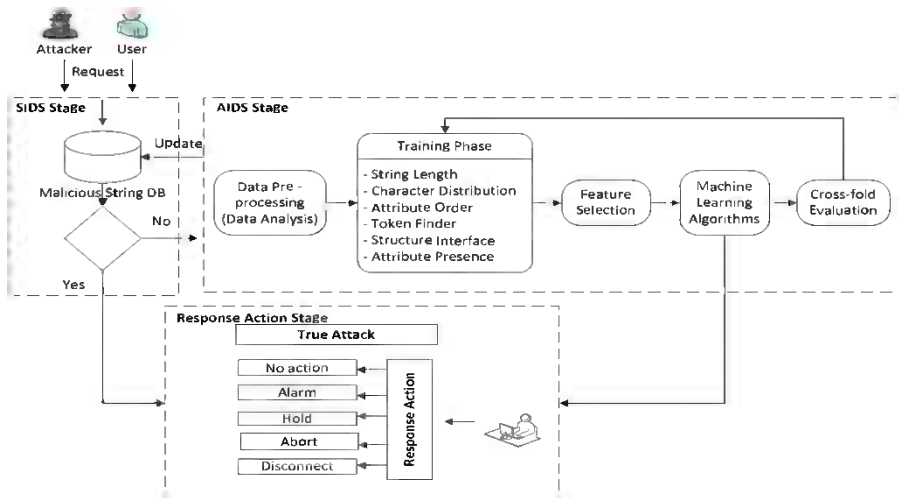 Attacker
User
Request
SIDS Stage
AIDS Stage
Update
Malicious String DB
No
Yes
Data Pre -
processing
(Data Analysis)
Training Phase
- String Length
- Character Distribution
- Attribute Order
- Token Finder
- Structure Interface
- Attribute Presence
Feature
Selection
Machine
Learning
Algorithms
Cross-fold
Evaluation
Response Action Stage
True Attack
No action
Alarm
Hold
Abort
Disconnect
Response Action